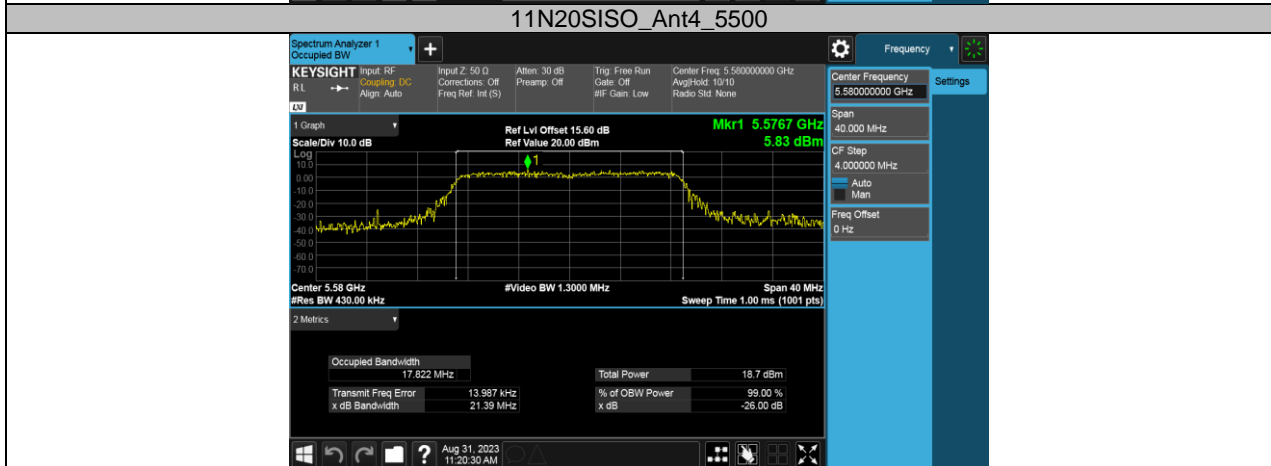 11N20SISO_Ant4_5500
Spectrum Analyzer 1
Occupied BW
+
Frequency
KEYSIGHT Input: RF Input Z: 50 Ω Atten: 30 dB Trig: Free Run Center Freq: 5.580000000 GHz
RL Coupling: DC Corrections: Off Preamp: Off Gate: Off Avg|Hold: 10/10
Align: Auto Freq Ref: Int (S) #IF Gain: Low Radio Std: None
LXI
Center Frequency
5.580000000 GHz
Settings
Span
40.000 MHz
CF Step
4.000000 MHz
Auto
Man
Freq Offset
0 Hz
1 Graph
Ref Lvl Offset 15.60 dB
Mkr1 5.5767 GHz
Scale/Div 10.0 dB
Ref Value 20.00 dBm
5.83 dBm
Log
1
10.0
0.00
-10.0
-20.0
-30.0
-40.0
-50.0
-60.0
-70.0
Center 5.58 GHz #Video BW 1.3000 MHz Span 40 MHz
#Res BW 430.00 kHz Sweep Time 1.00 ms (1001 pts)
2 Metrics
Occupied Bandwidth
17.822 MHz Total Power 18.7 dBm
Transmit Freq Error 13.987 kHz % of OBW Power 99.00 %
x dB Bandwidth 21.39 MHz x dB -26.00 dB
?
Aug 31, 2023
11:20:30 AM